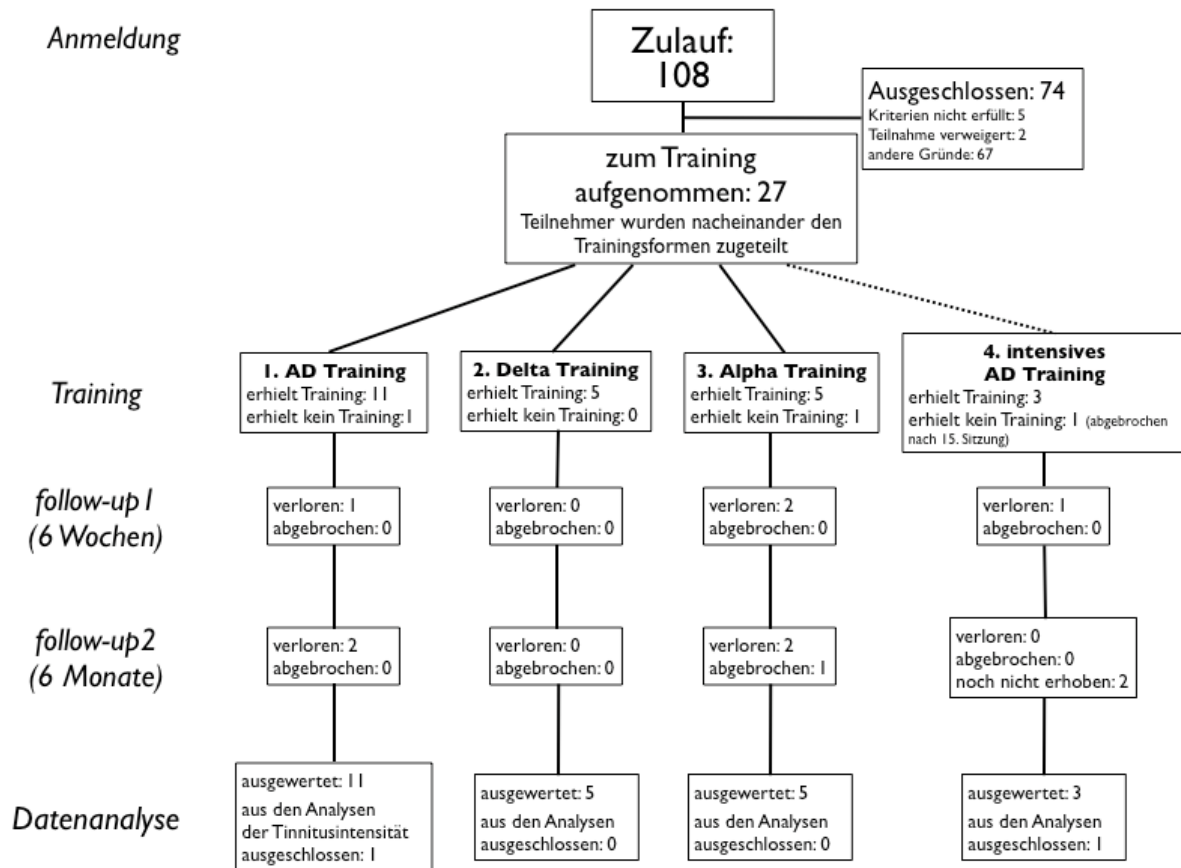 Anmeldung
Zulauf:
108
Ausgeschlossen: 74
Kriterien nicht erfüllt: 5
Teilnahme verweigert: 2
andere Gründe: 67
zum Training
aufgenommen: 27
Teilnehmer wurden nacheinander den
Trainingsformen zugeteilt
Training
1. AD Training
erhielt Training: 11
erhielt kein Training: 1
2. Delta Training
erhielt Training: 5
erhielt kein Training: 0
3. Alpha Training
erhielt Training: 5
erhielt kein Training: 1
4. intensives
AD Training
erhielt Training: 3
erhielt kein Training: 1 (abgebrochen
nach 15. Sitzung)
follow-up1
(6 Wochen)
verloren: 1
abgebrochen: 0
verloren: 0
abgebrochen: 0
verloren: 2
abgebrochen: 0
verloren: 1
abgebrochen: 0
follow-up2
(6 Monate)
verloren: 2
abgebrochen: 0
verloren: 0
abgebrochen: 0
verloren: 2
abgebrochen: 1
verloren: 0
abgebrochen: 0
noch nicht erhoben: 2
Datenanalyse
ausgewertet: 11
aus den Analysen
der Tinnitusintensität
ausgeschlossen: 1
ausgewertet: 5
aus den Analysen
ausgeschlossen: 0
ausgewertet: 5
aus den Analysen
ausgeschlossen: 0
ausgewertet: 3
aus den Analysen
ausgeschlossen: 1